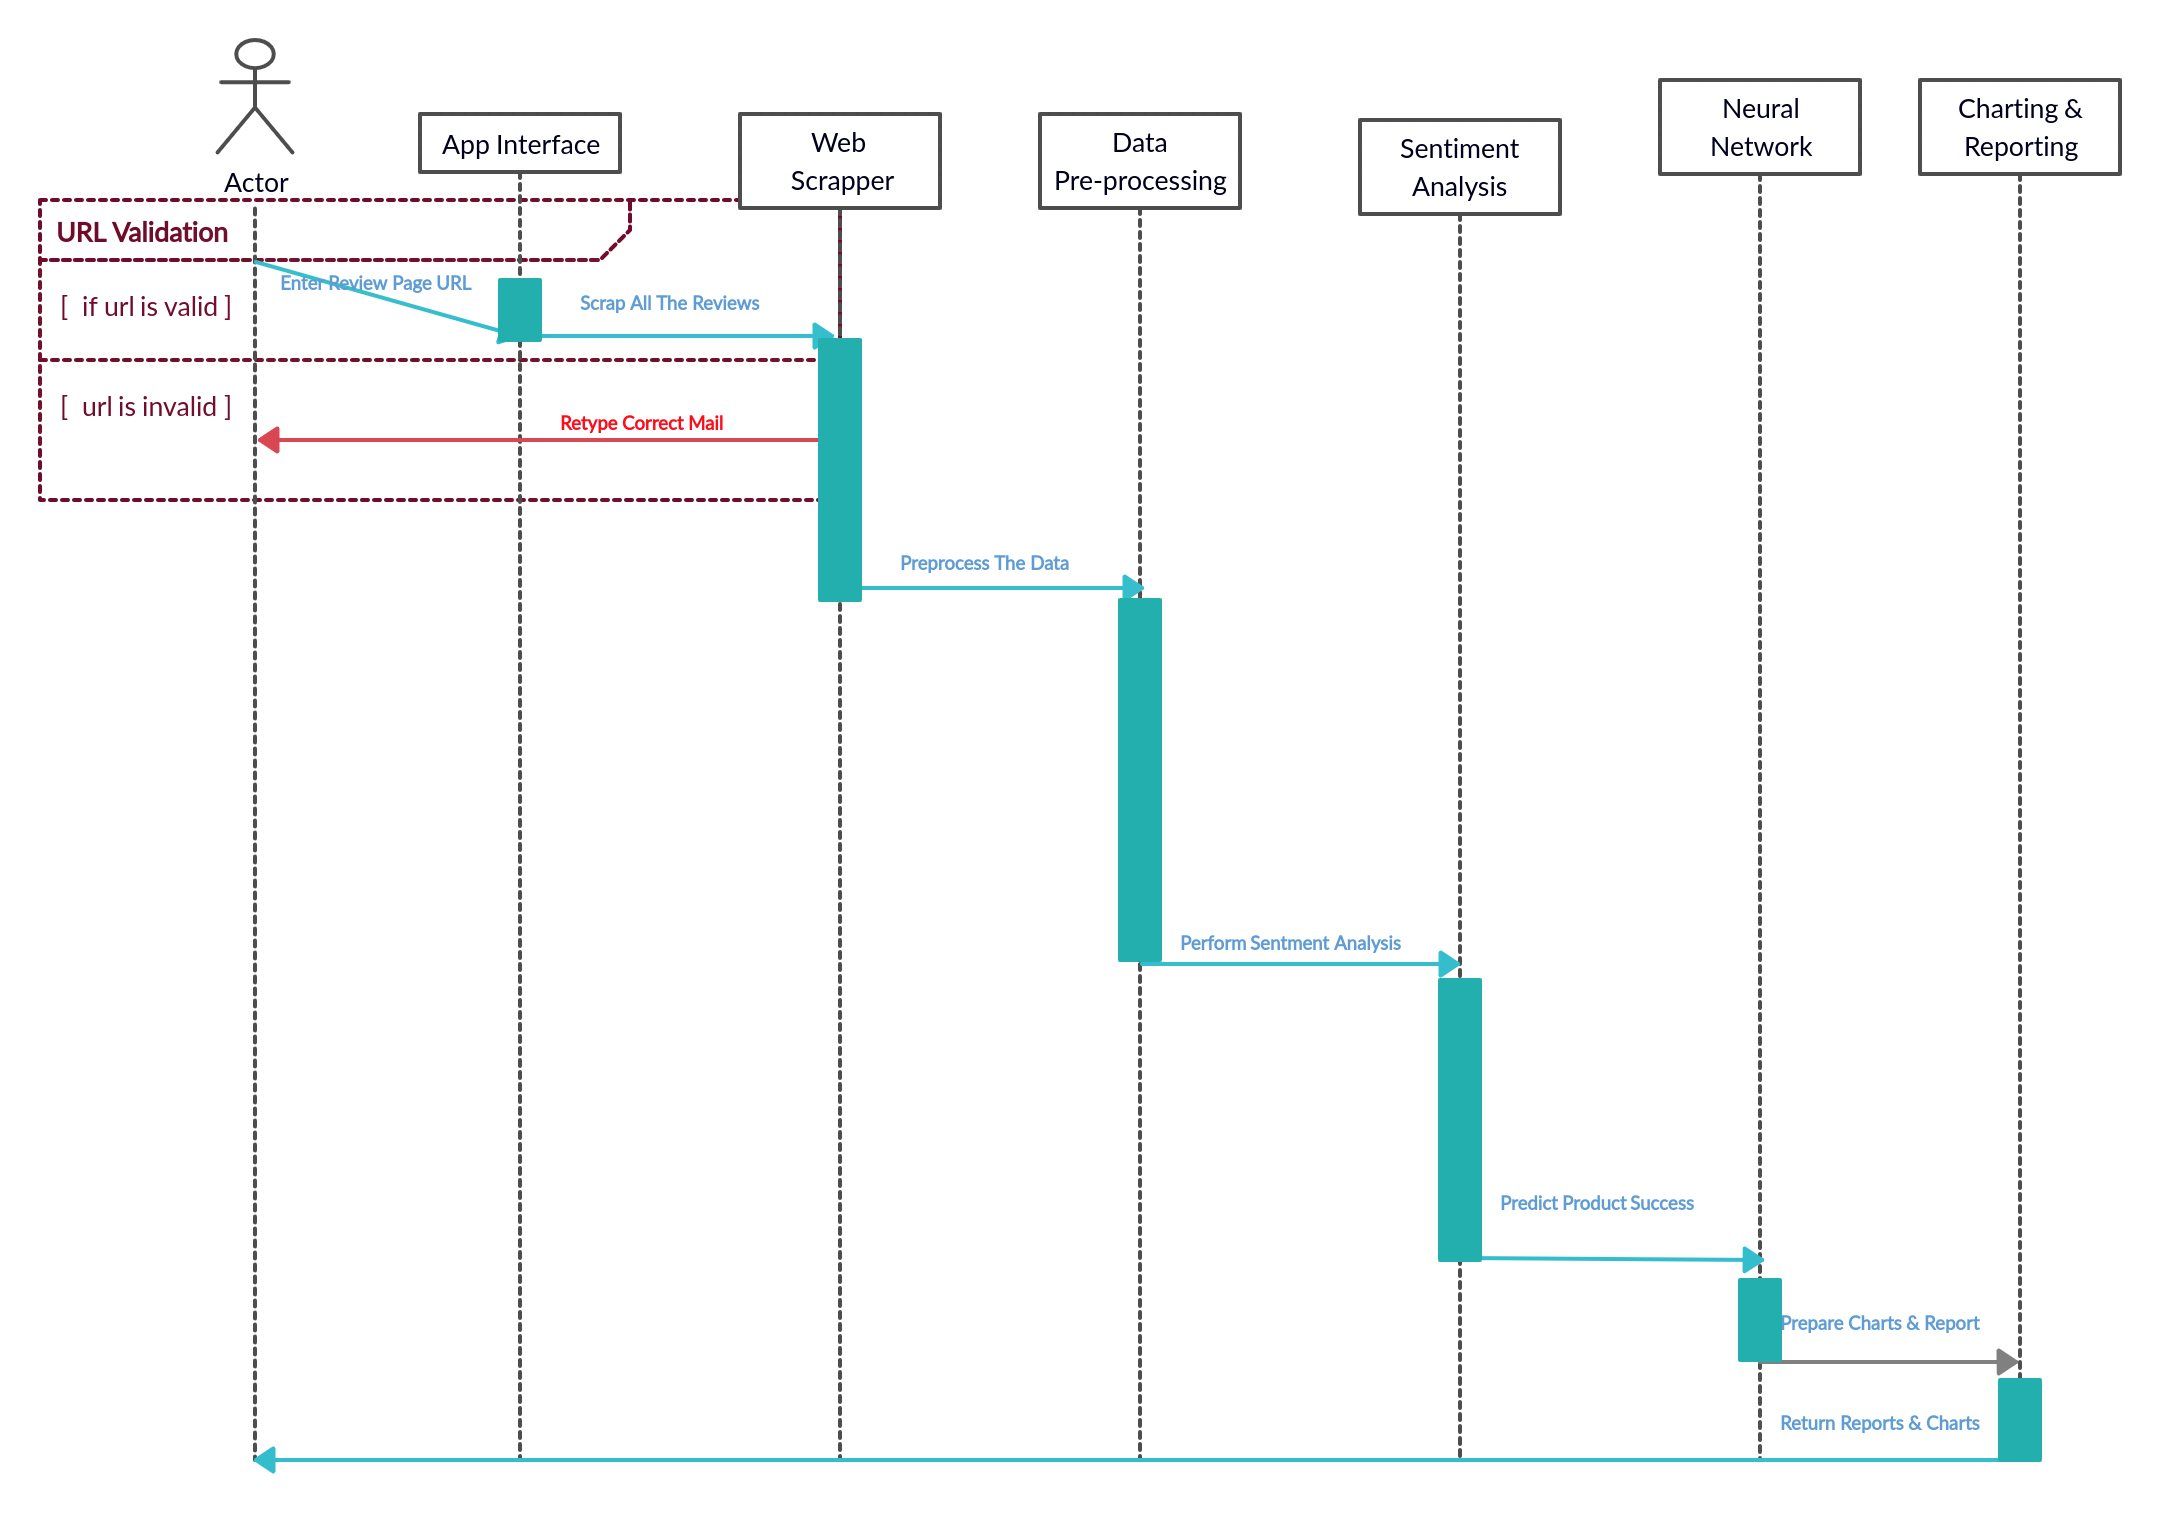 Actor
App Interface
Web
Scrapper
Data
Pre-processing
Sentiment
Analysis
Neural
Network
Charting &
Reporting
URL Validation
[ if url is valid ]
Enter Review Page URL
Scrap All The Reviews
[ url is invalid ]
Retype Correct Mail
Preprocess The Data
Perform Sentment Analysis
Predict Product Success
Prepare Charts & Report
Return Reports & Charts